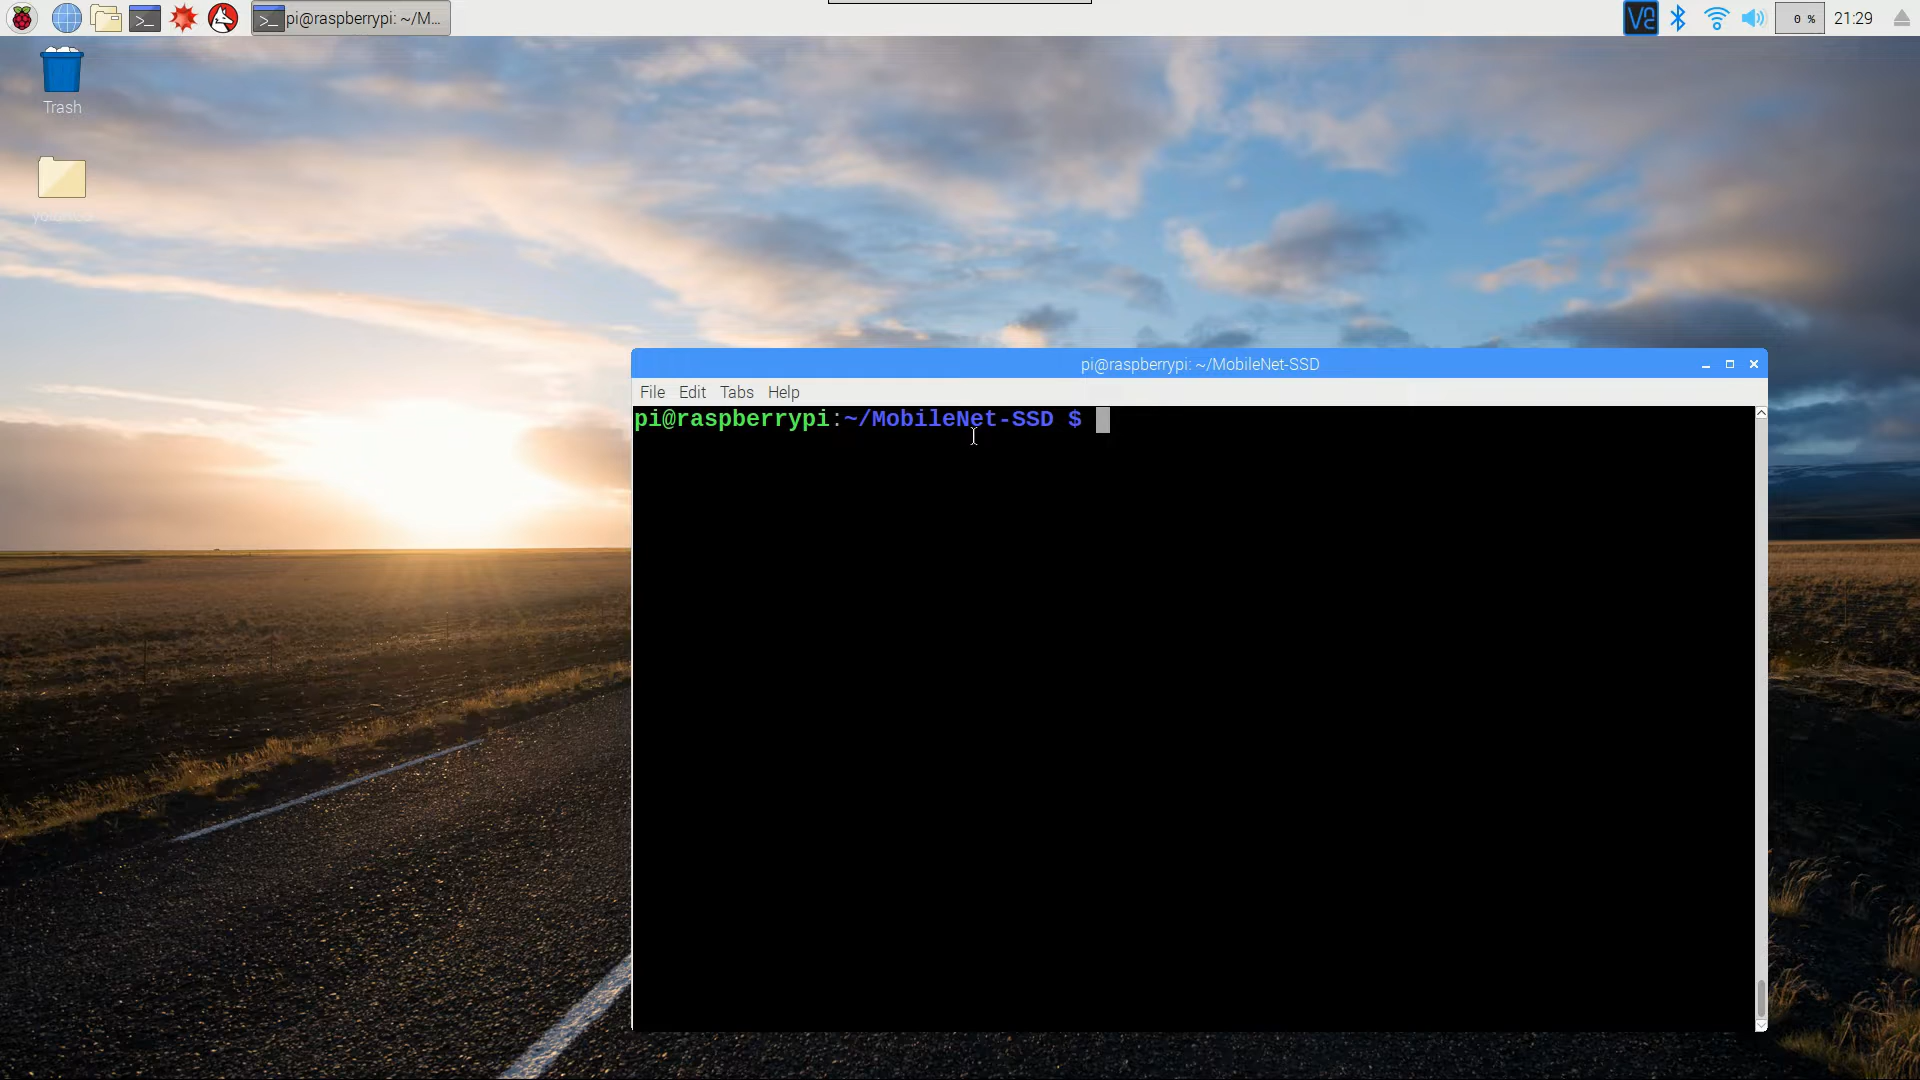 pi@raspberrypi: ~/M...
0 %
21:29
Trash
pi@raspberrypi: ~/MobileNet-SSD
File Edit Tabs Help
pi@raspberrypi:~/MobileNet-SSD $